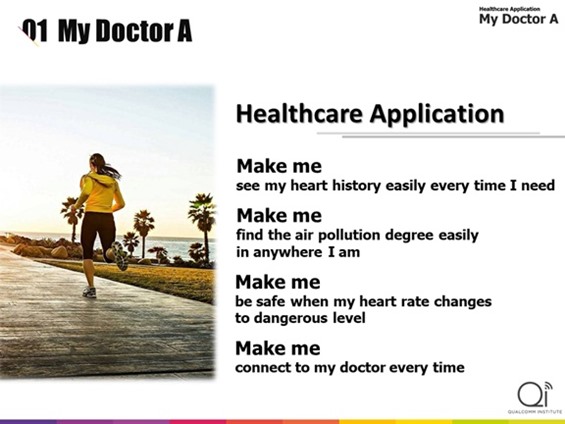 01 My Doctor A
Healthcare Application
My Doctor A
Healthcare Application
Make me
see my heart history easily every time I need
Make me
find the air pollution degree easily
in anywhere I am
Make me
be safe when my heart rate changes
to dangerous level
Make me
connect to my doctor every time
Qi
QUALCOMM INSTITUTE